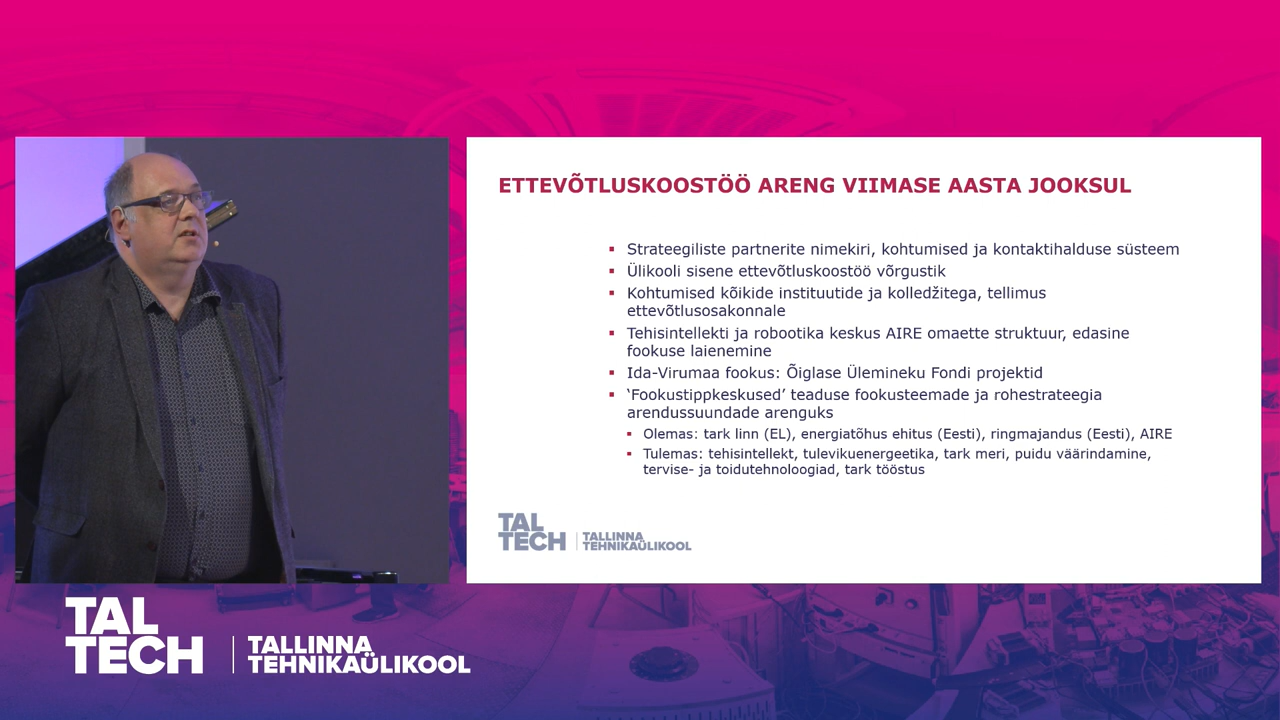 ETTEVÕTLUSKOOSTÖÖ ARENG VIIMASE AASTA JOOKSUL
▪ Strateegiliste partnerite nimekiri, kohtumised ja kontaktihalduse süsteem
▪ Ülikooli sisene ettevõtluskoostöö võrgustik
▪ Kohtumised kõikide instituutide ja kolledžitega, tellimus
ettevõtlusosakonnale
▪ Tehisintellekti ja robootika keskus AIRE omaette struktuur, edasine
fookuse laienemine
▪ Ida-Virumaa fookus: Õiglase Ülemineku Fondi projektid
▪ ‘Fookustippkeskused’ teaduse fookusteemade ja rohestrateegia
arendussuundade arenguks
▪ Olemas: tark linn (EL), energiatõhus ehitus (Eesti), ringmajandus (Eesti), AIRE
▪ Tulemas: tehisintellekt, tulevikuenergeetika, tark meri, puidu väärindamine,
tervise- ja toidutehnoloogiad, tark tööstus
TAL
TECH
TALLINNA
TEHNIKAÜLIKOOL
TAL
TECH
TALLINNA
TEHNIKAÜLIKOOL